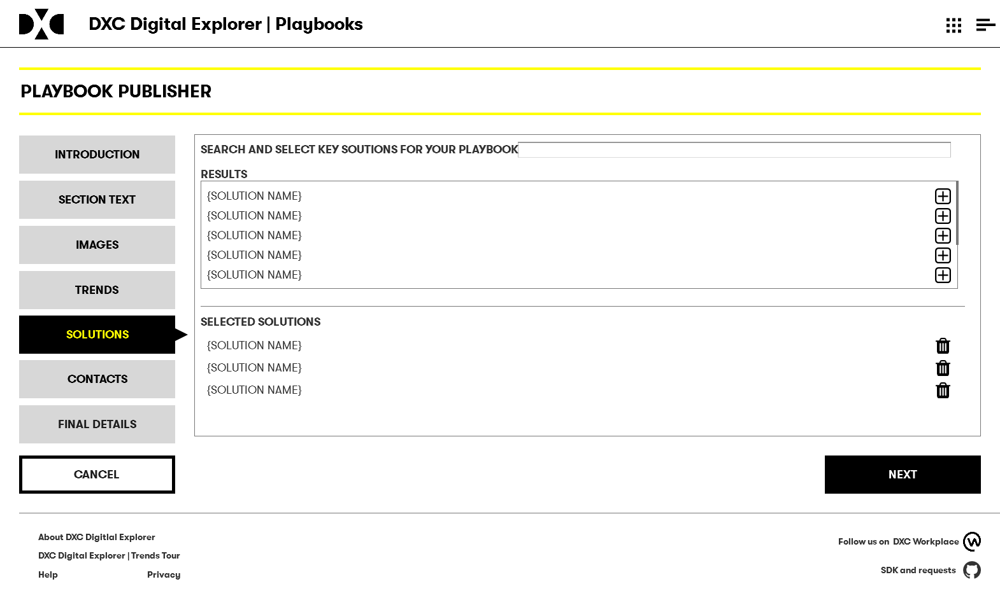 DXC Digital Explorer | Playbooks
PLAYBOOK PUBLISHER
INTRODUCTION
SECTION TEXT
IMAGES
TRENDS
SOLUTIONS
CONTACTS
FINAL DETAILS
CANCEL
SEARCH AND SELECT KEY SOUTIONS FOR YOUR PLAYBOOK
RESULTS
{SOLUTION NAME}
{SOLUTION NAME}
{SOLUTION NAME}
{SOLUTION NAME}
{SOLUTION NAME}
SELECTED SOLUTIONS
{SOLUTION NAME}
{SOLUTION NAME}
{SOLUTION NAME}
NEXT
About DXC Digitial Explorer
DXC Digital Explorer | Trends Tour
Help Privacy
Follow us on DXC Workplace
SDK and requests